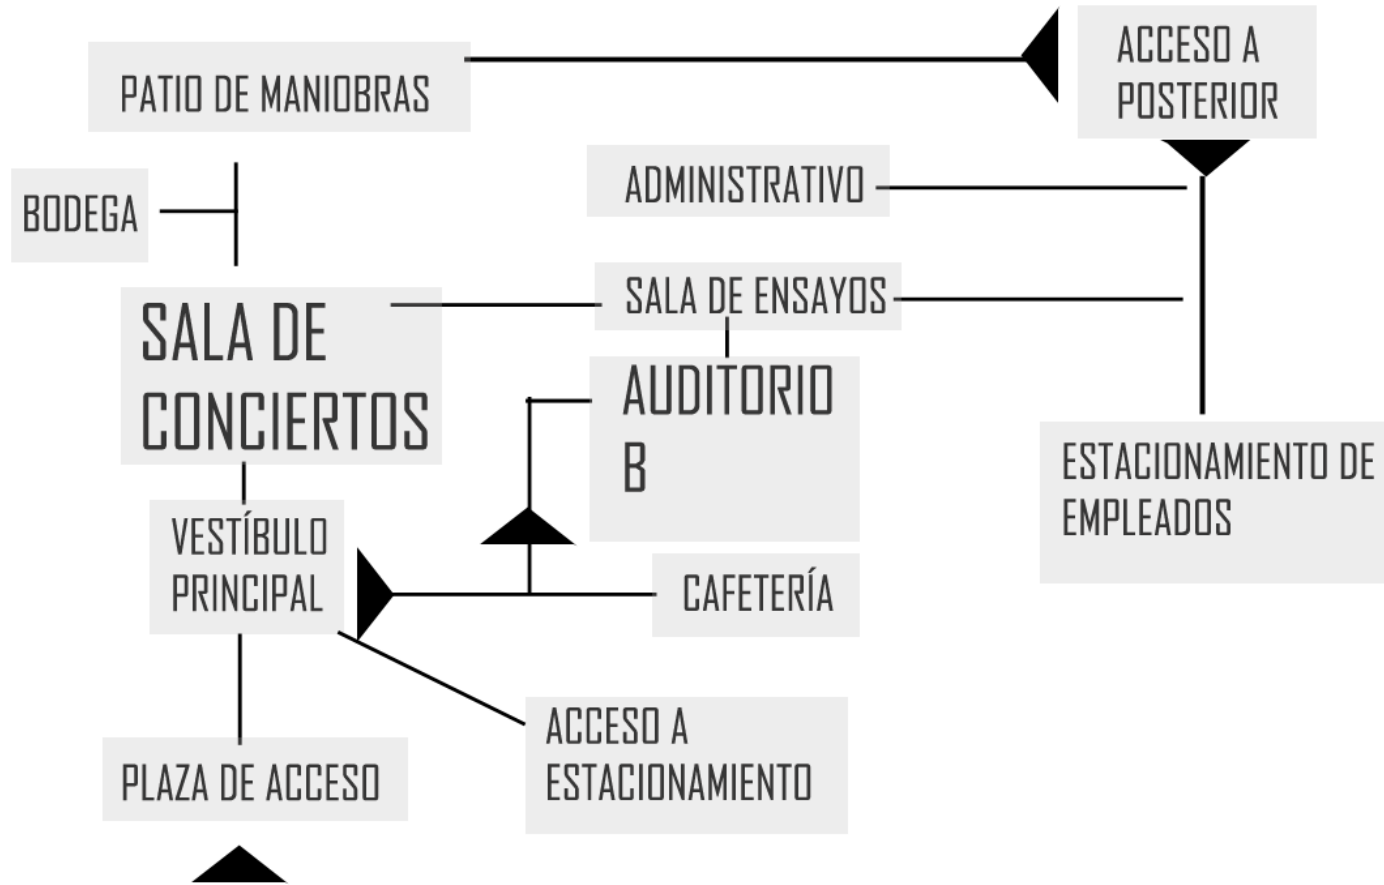 PATIO DE MANIOBRAS
ACCESO A
POSTERIOR
ADMINISTRATIVO
BODEGA
SALA DE ENSAYOS
SALA DE
CONCIERTOS
AUDITORIO
B
ESTACIONAMIENTO DE
EMPLEADOS
VESTÍBULO
PRINCIPAL
CAFETERÍA
ACCESO A
ESTACIONAMIENTO
PLAZA DE ACCESO